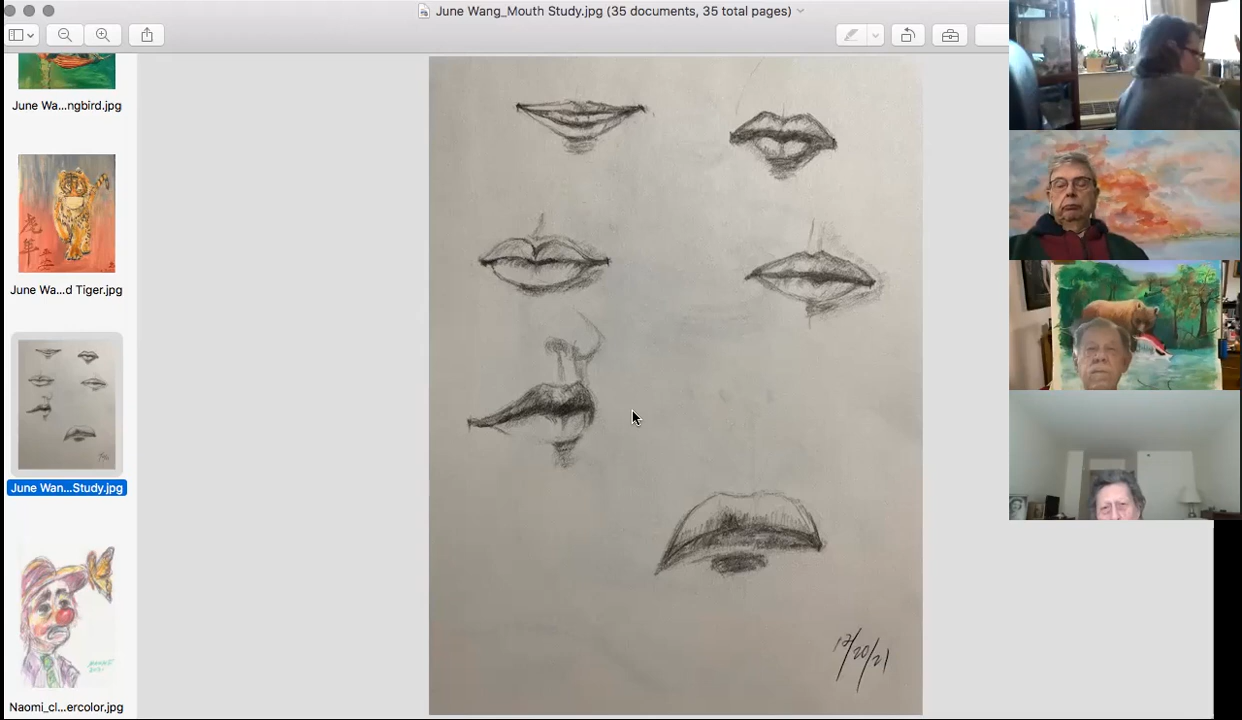 June Wang_Mouth Study.jpg (35 documents, 35 total pages)
June Wa...ngbird.jpg
June Wa...d Tiger.jpg
June Wan...Study.jpg
Naomi_cl...ercolor.jpg
12/20/21